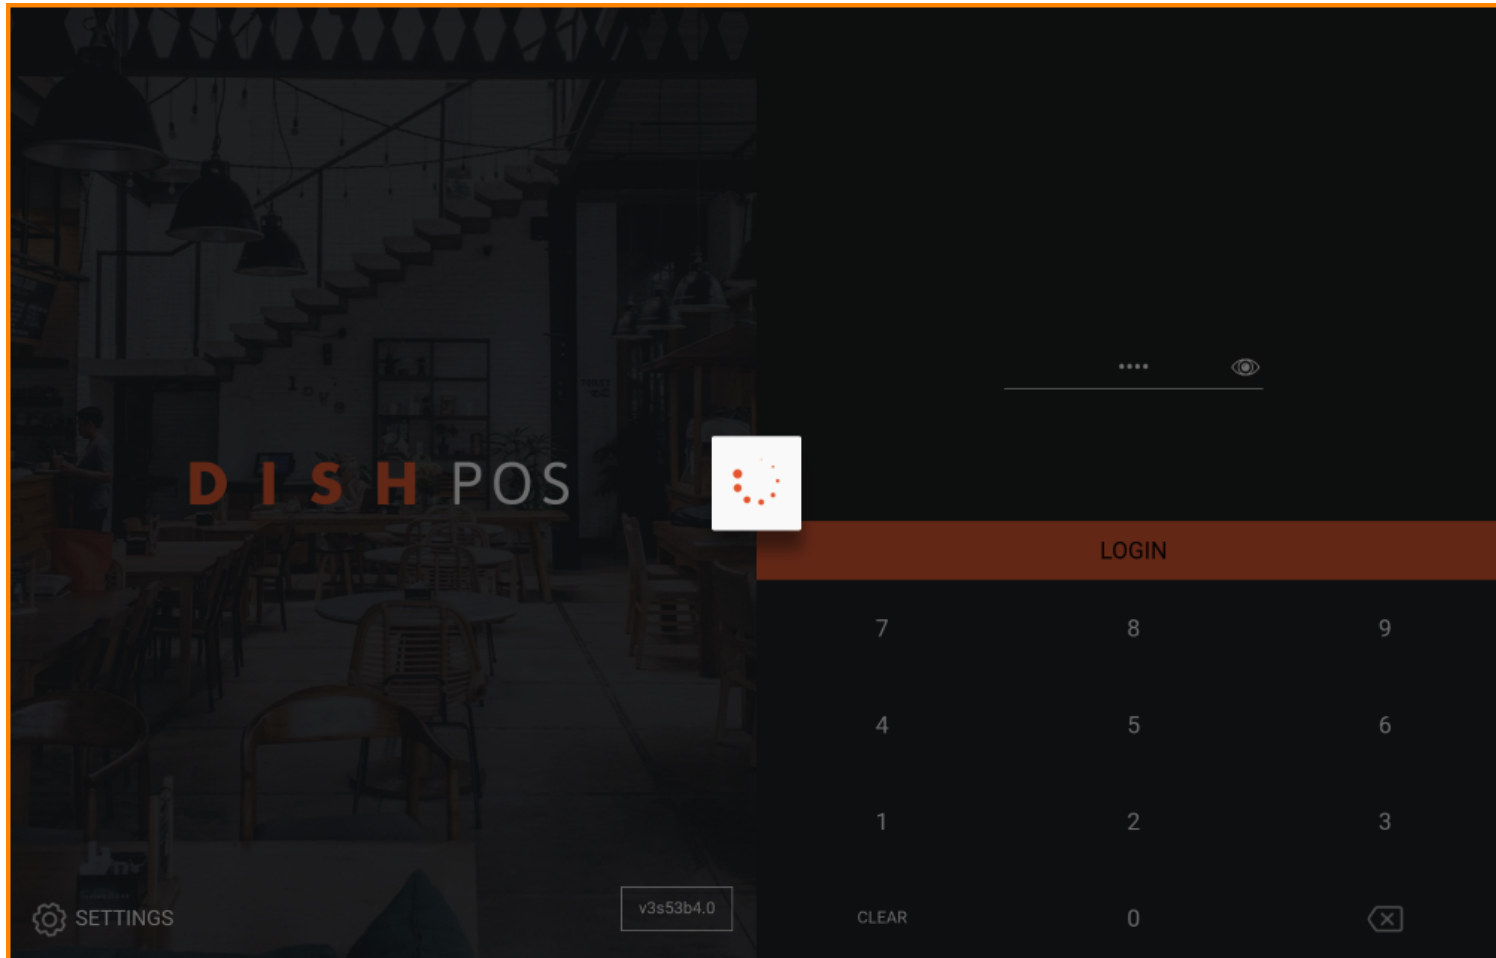 DISH POS
SETTINGS
v3s53b4.0
••••
LOGIN
7 8 9
4 5 6
1 2 3
CLEAR 0